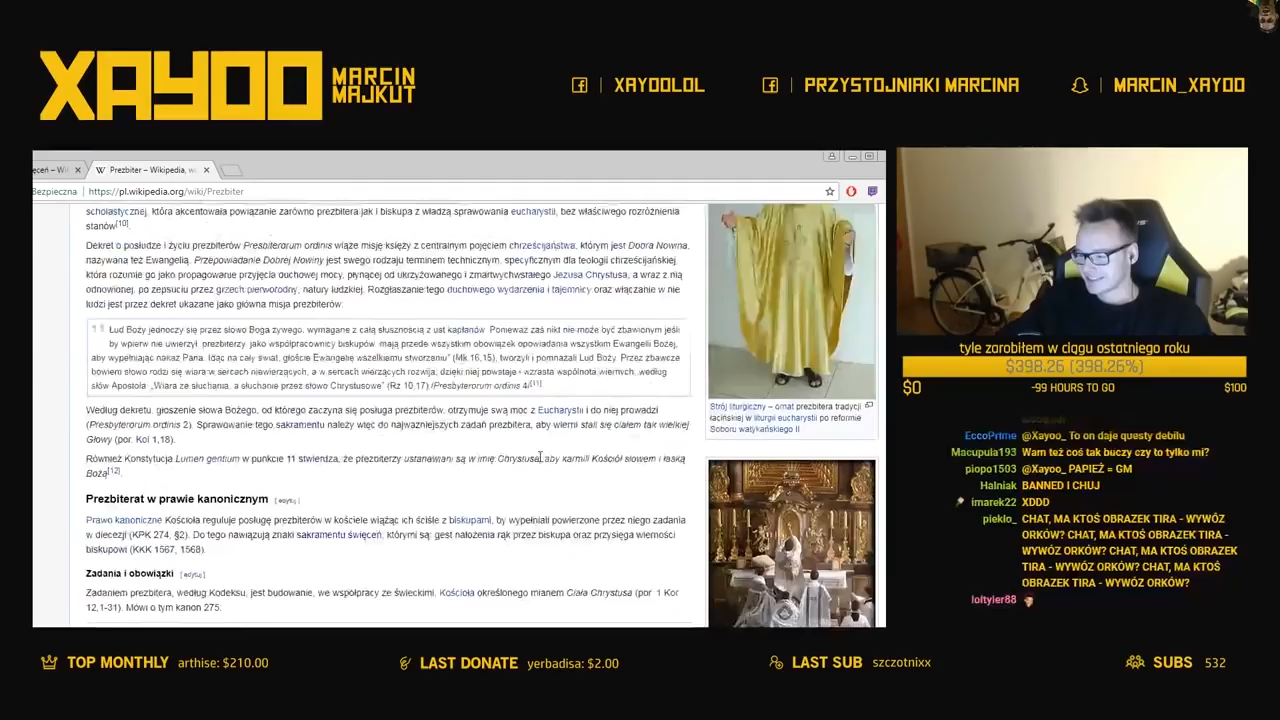 XAYOO
MARCIN
MAJKUT
XAYOOLOL
PRZYSTOJNIAKI MARCINA
MARCIN_XAYOO
Prezbiter – Wikipedia, w
Bezpieczna
https://pl.wikipedia.org/wiki/Prezbiter
scholastycznej, która akcentowała powiązanie zarówno prezbitera jak i biskupa z władzą sprawowania eucharystii, bez właściwego rozróżnienia
stanów[10].
Dekret o posłudze i życiu prezbiterów Presbiterorum ordinis wiąże misję księży z centralnym pojęciem chrześcijaństwa, którym jest Dobra Nowina,
nazywana też Ewangelią. Przepowiadanie Dobrej Nowiny jest swego rodzaju terminem technicznym, specyficznym dla teologii chrześcijańskiej,
która rozumie go jako propagowanie przyjęcia duchowej mocy, płynącej od ukrzyżowanego i zmartwychwstałego Jezusa Chrystusa, a wraz z nią
odnowionej, po zepsuciu przez grzech pierworodny, natury ludzkiej. Rozgłaszanie tego duchowego wydarzenia i tajemnicy oraz włączanie w nie
ludzi jest przez dekret ukazane jako główna misja prezbiterów:
Lud Boży jednoczy się przez słowo Boga żywego, wymagane z całą słusznością z ust kapłanów. Ponieważ zaś nikt nie może być zbawionym jeśli
by wpierw nie uwierzył, prezbiterzy, jako współpracownicy biskupów, mają przede wszystkim obowiązek opowiadania wszystkim Ewangelii Bożej,
aby wypełniając nakaz Pana: Idąc na cały świat, głoście Ewangelię wszelkiemu stworzeniu” (Mk 16,15), tworzyli i pomnażali Lud Boży. Przez zbawcze
bowiem słowo rodzi się wiara w sercach niewierzących, a w sercach wierzących rozwija; dzięki niej powstaje i wzrasta wspólnota wiernych, według
słów Apostoła: „Wiara ze słuchania, a słuchanie przez słowo Chrystusowe” (Rz 10,17) (Presbyterorum ordinis 4)[11]
Według dekretu, głoszenie słowa Bożego, od którego zaczyna się posługa prezbiterów, otrzymuje swą moc z Eucharystii i do niej prowadzi
(Presbyterorum ordinis 2). Sprawowanie tego sakramentu należy więc do najważniejszych zadań prezbitera, aby wierni stali się ciałem tak wielkiej
Głowy (por. Kol 1,18).
Również Konstytucja Lumen gentium w punkcie 11 stwierdza, że prezbiterzy ustanawiani są w imię Chrystusa, aby karmili Kościół słowem i łaską
Bożą[12].
Prezbiterat w prawie kanonicznym [edytuj]
Prawo kanoniczne Kościoła reguluje posługę prezbiterów w kościele wiążąc ich ściśle z biskupami, by wypełniali powierzone przez niego zadania
w diecezji (KPK 274, §2). Do tego nawiązują znaki sakramentu święceń, którymi są: gest nałożenia rąk przez biskupa oraz przysięga wierności
biskupowi (KKK 1567, 1568).
Zadania i obowiązki [edytuj]
Zadaniem prezbitera, według Kodeksu, jest budowanie, we współpracy ze świeckimi, Kościoła określonego mianem Ciała Chrystusa (por. 1 Kor
12,1-31). Mówi o tym kanon 275:
Strój liturgiczny – ornat prezbitera tradycji
łacińskiej w liturgii eucharystii po reformie
Soboru watykańskiego II
tyle zarobiłem w ciągu ostatniego roku
$398.26 (398.26%)
$0
-99 HOURS TO GO
$100
EccoPrime @Xayoo_ To on daje questy debilu
Macupula193 Wam też coś tak buczy czy to tylko mi?
piopo1503 @Xayoo_ PAPIEŻ = GM
Halniak BANNED I CHUJ
imarek22 XDDD
pieklo_ CHAT, MA KTOŚ OBRAZEK TIRA - WYWÓZ
ORKÓW? CHAT, MA KTOŚ OBRAZEK TIRA -
WYWÓZ ORKÓW? CHAT, MA KTOŚ OBRAZEK
TIRA - WYWÓZ ORKÓW? CHAT, MA KTOŚ
OBRAZEK TIRA - WYWÓZ ORKÓW?
loltyler88
TOP MONTHLY arthise: $210.00
LAST DONATE yerbadisa: $2.00
LAST SUB szczotnixx
SUBS 532